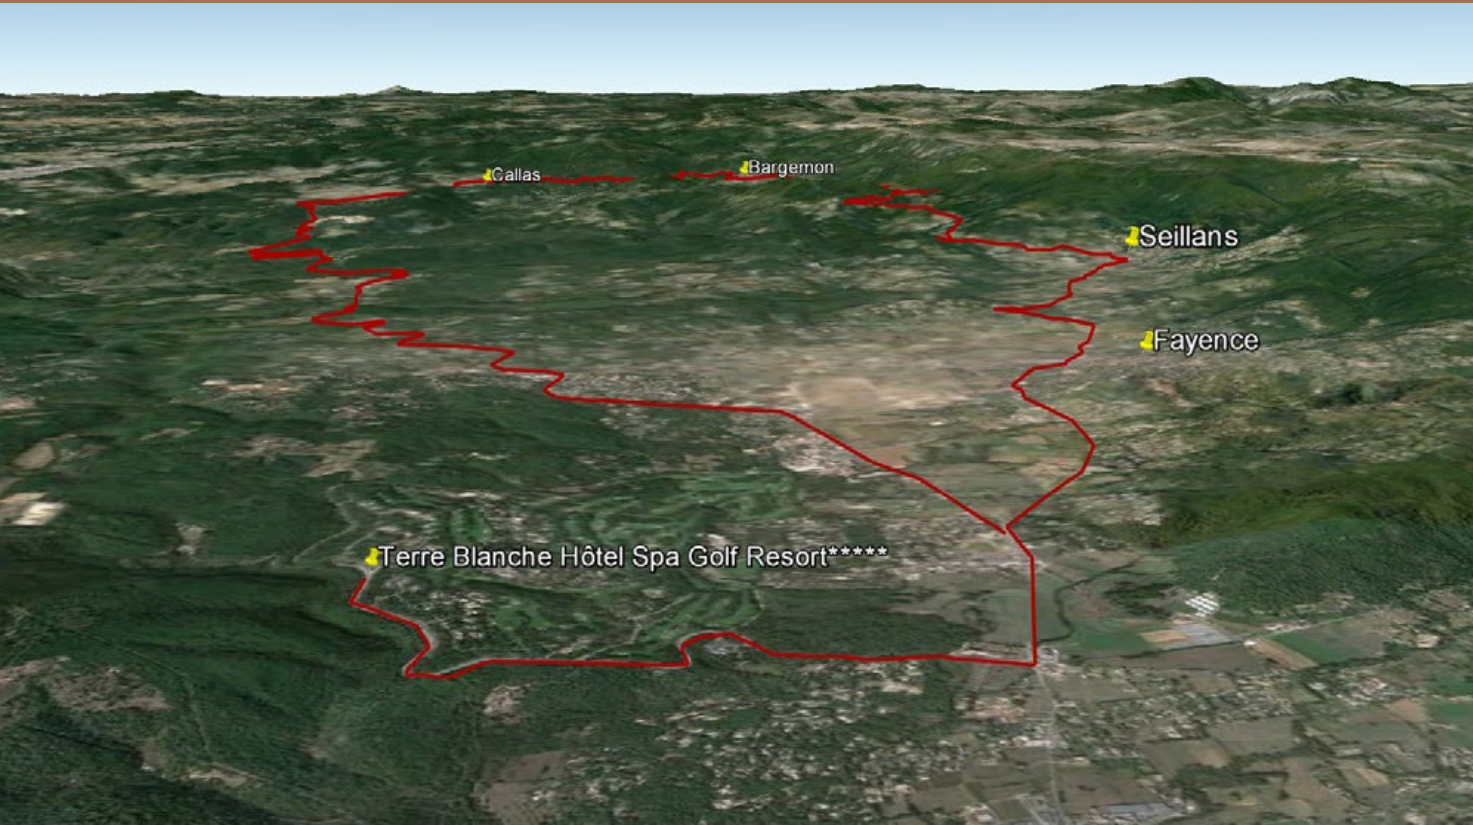 Callas
Bargemon
Seillans
Fayence
Terre Blanche Hôtel Spa Golf Resort*****